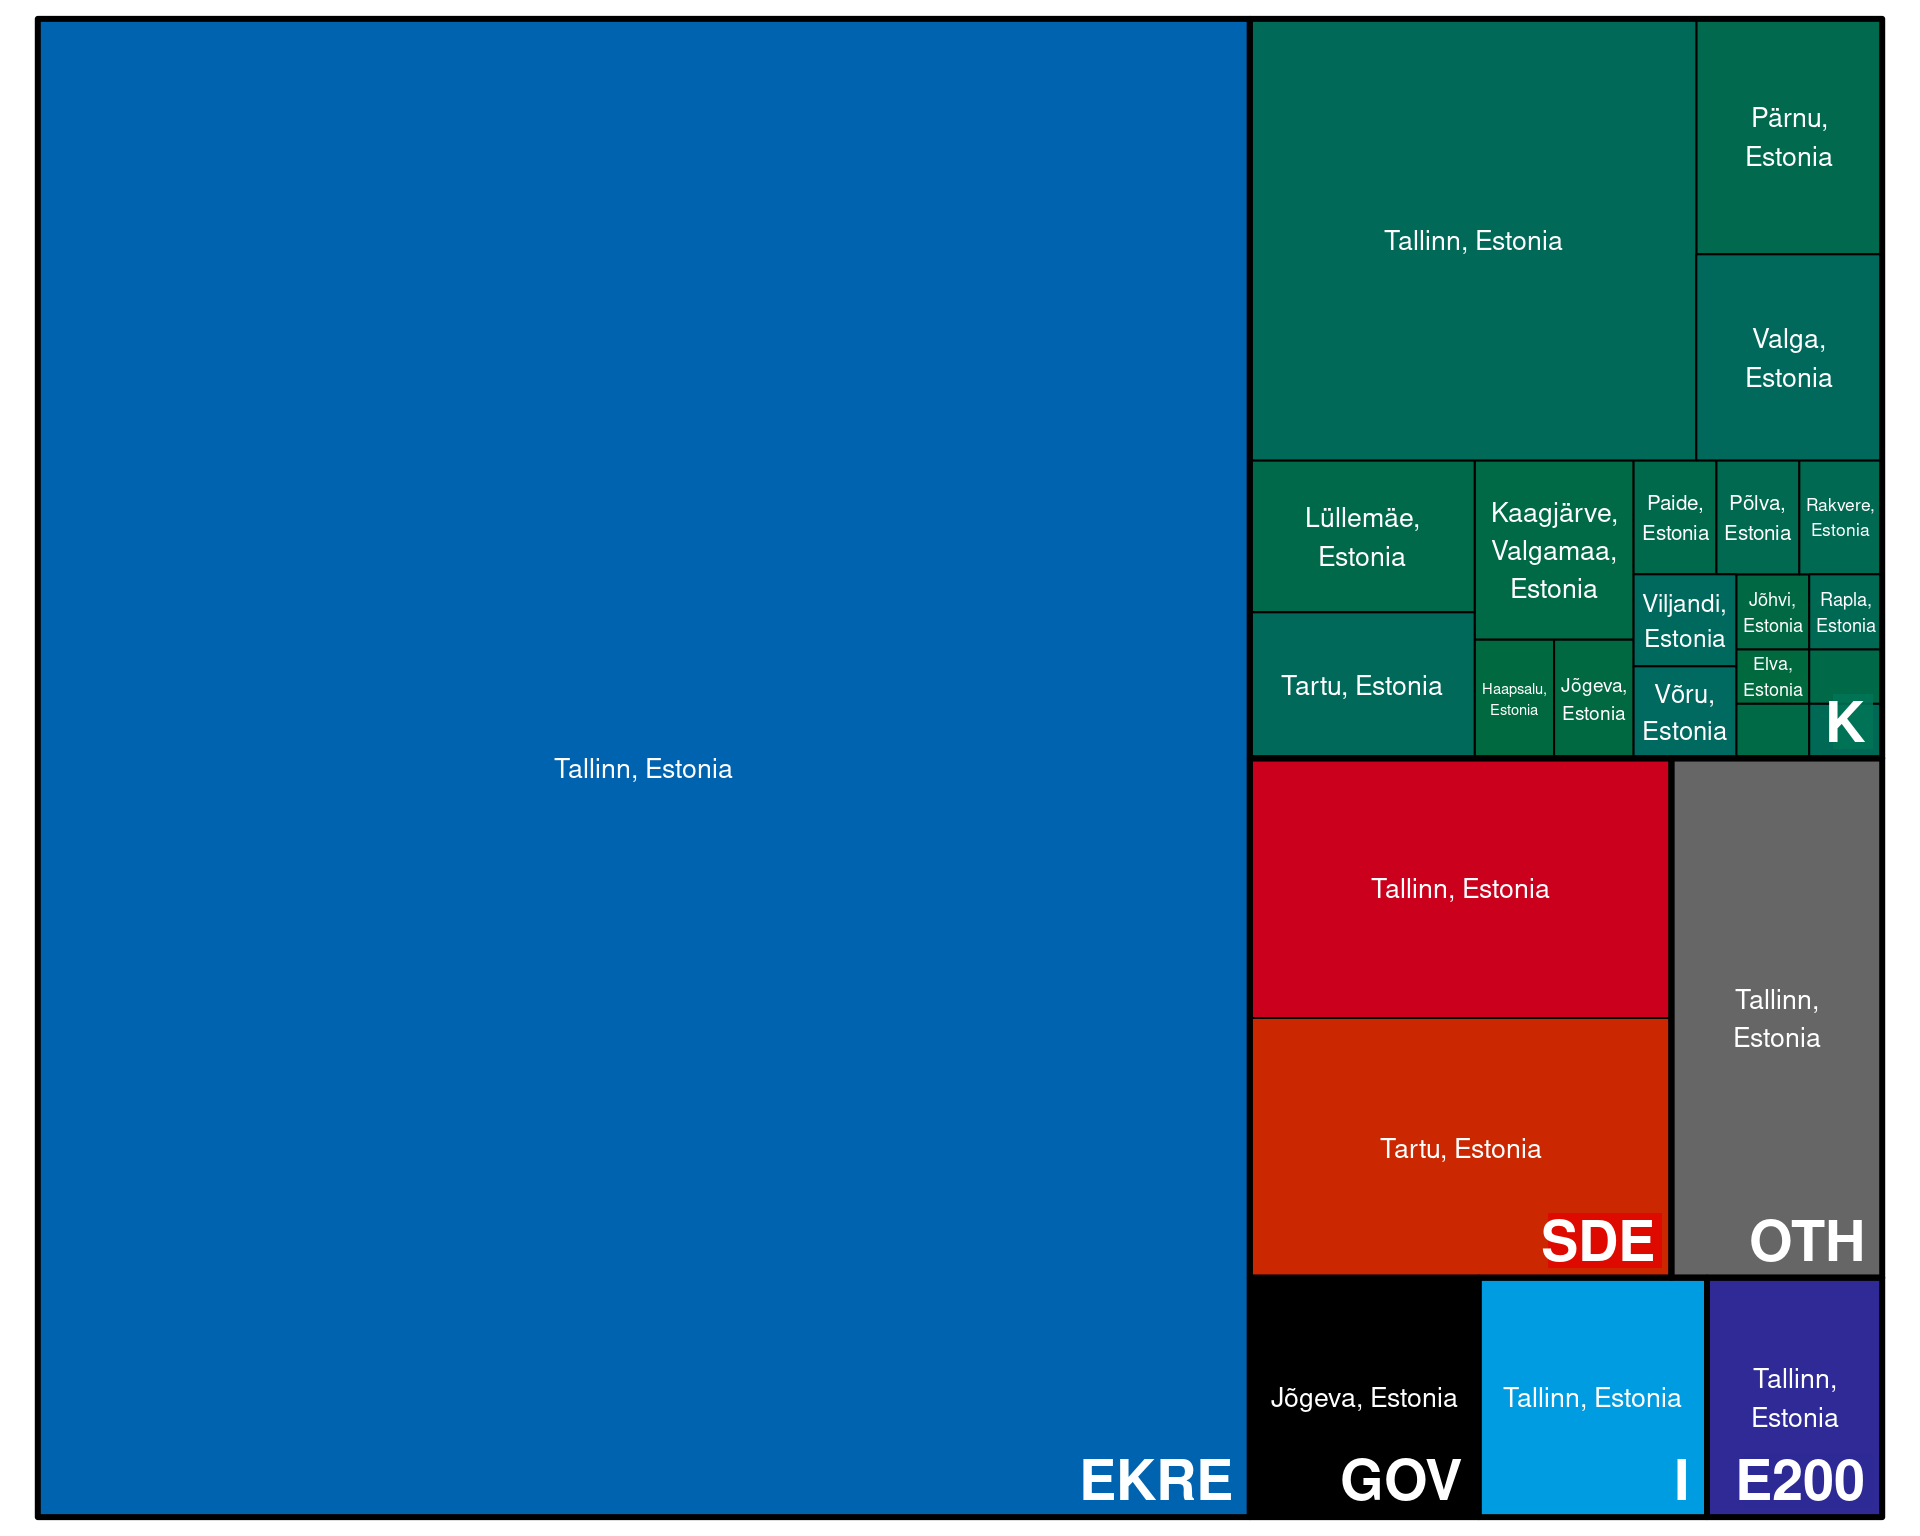 Tallinn, Estonia
EKRE
Tallinn, Estonia
Pärnu,
Estonia
Valga,
Estonia
Lüllemäe,
Estonia
Tartu, Estonia
Kaagjärve,
Valgamaa,
Estonia
Haapsalu,
Estonia
Jõgeva,
Estonia
Paide,
Estonia
Põlva,
Estonia
Rakvere,
Estonia
Viljandi,
Estonia
Võru,
Estonia
Jõhvi,
Estonia
Rapla,
Estonia
Elva,
Estonia
K
Tallinn, Estonia
Tartu, Estonia
SDE
Tallinn,
Estonia
OTH
Jõgeva, Estonia
GOV
Tallinn, Estonia
I
Tallinn,
Estonia
E200